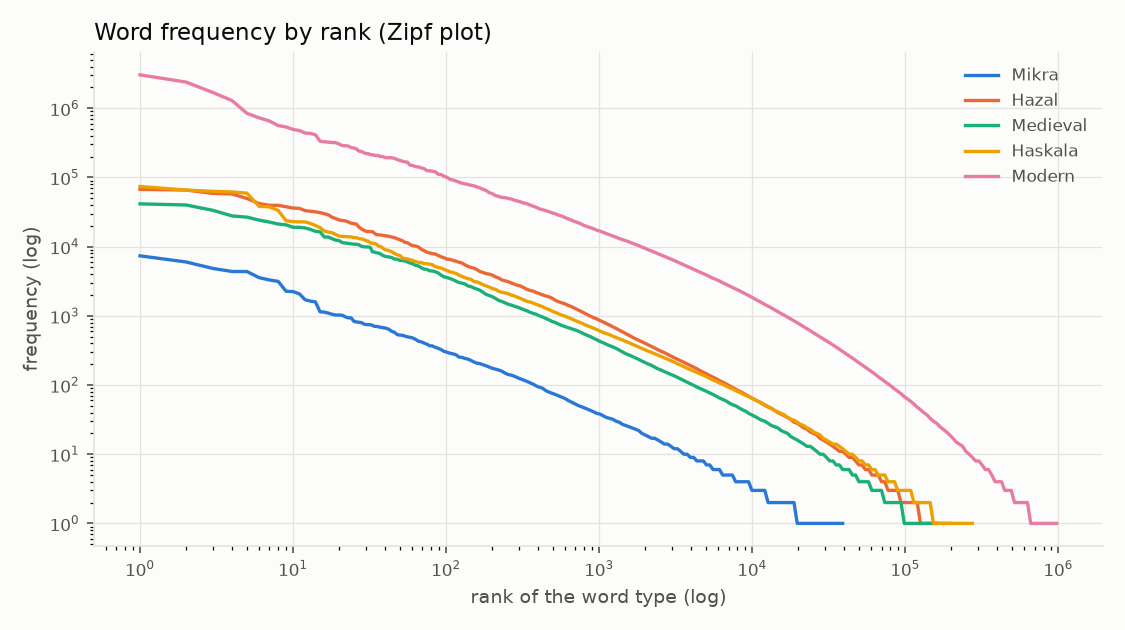 Word frequency by rank (Zipf plot)
Mikra
Hazal
Medieval
Haskala
Modern
frequency (log)
10⁶
10⁵
10⁴
10³
10²
10¹
10⁰
10⁰ 10¹ 10² 10³ 10⁴ 10⁵ 10⁶
rank of the word type (log)